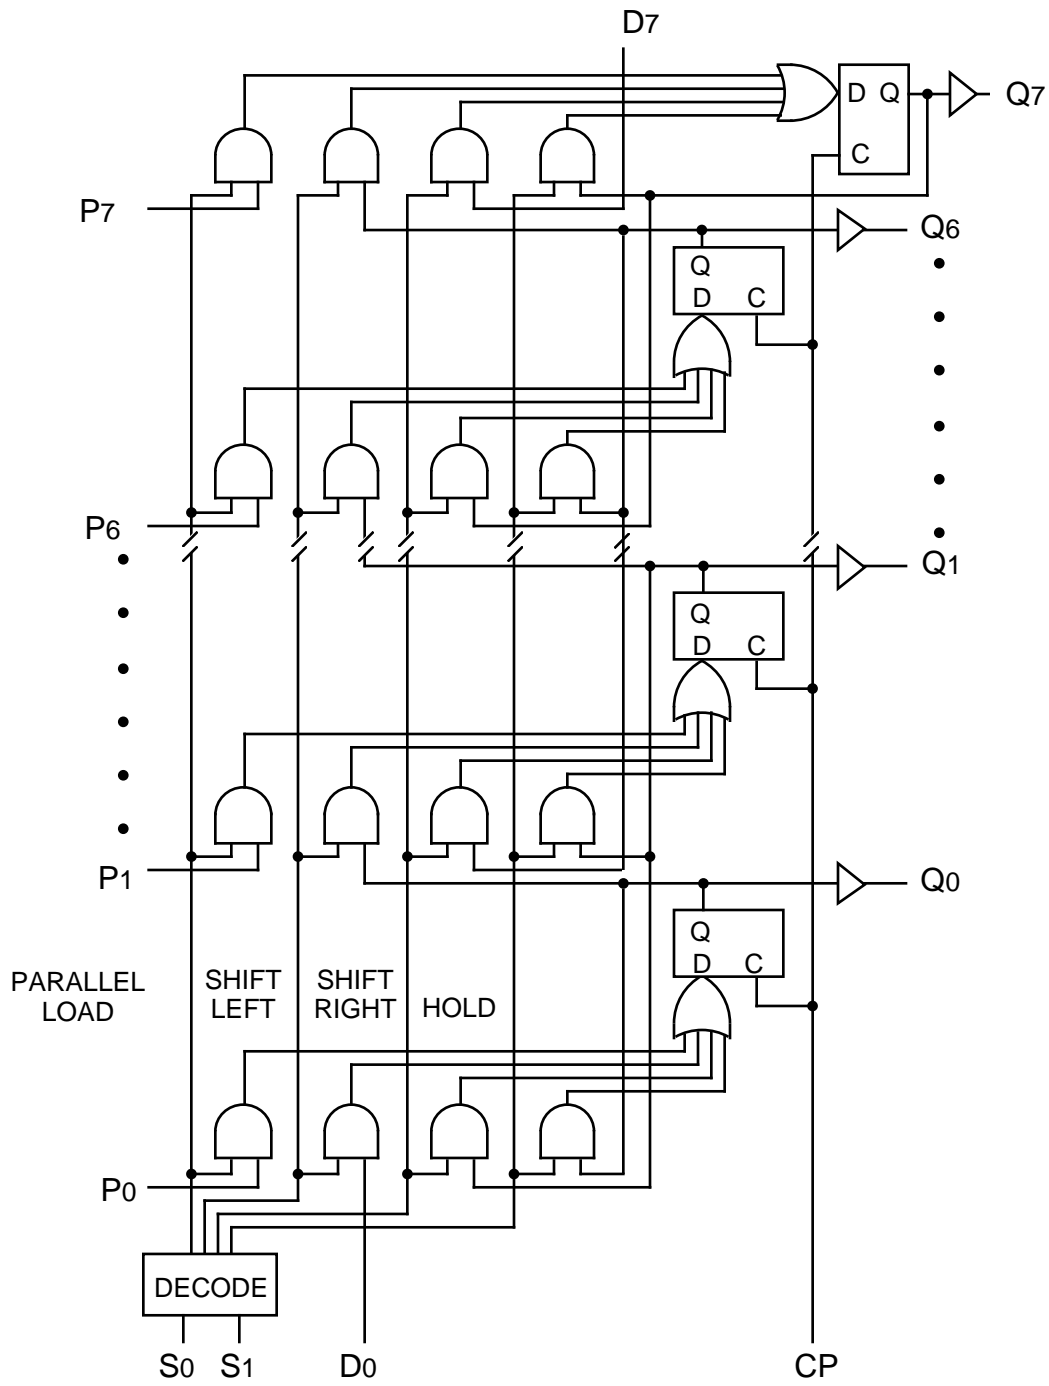 D7
D Q
Q7
C
P7
Q6
Q
D C
P6
Q1
Q
D C
P1
Q0
Q
D C
PARALLEL
LOAD
SHIFT
LEFT
SHIFT
RIGHT
HOLD
P0
DECODE
S0 S1 D0 CP